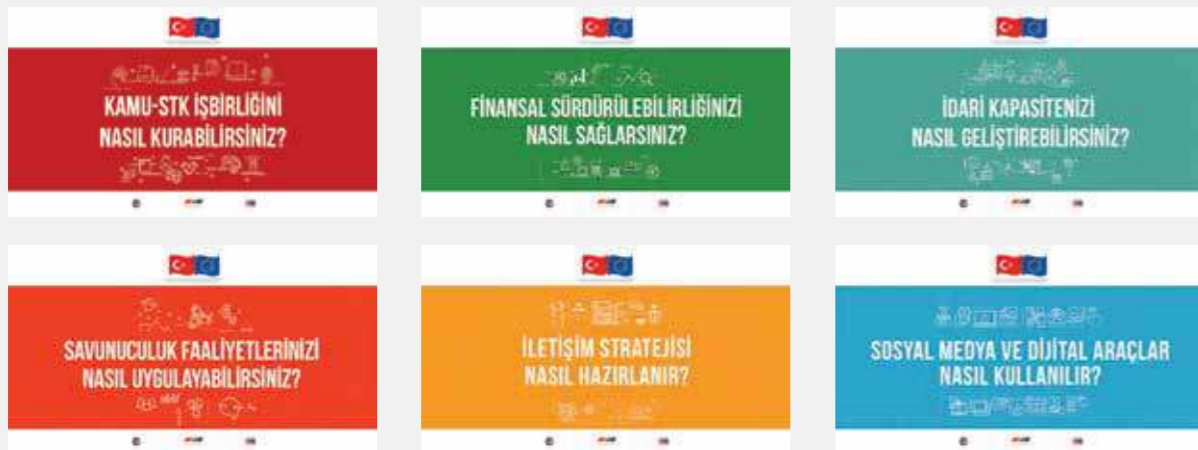 KAMU-STK İŞBİRLİĞİNİ
NASIL KURABİLİRSİNİZ?
FİNANSAL SÜRDÜRÜLEBİLİRLİĞİNİZİ
NASIL SAĞLARSINIZ?
İDARİ KAPASİTENİZİ
NASIL GELİŞTİREBİLİRSİNİZ?
SAVUNUCULUK FAALİYETLERİNİZİ
NASIL UYGULAYABİLİRSİNİZ?
İLETİŞİM STRATEJİSİ
NASIL HAZIRLANIR?
SOSYAL MEDYA VE DİJİTAL ARAÇLAR
NASIL KULLANILIR?